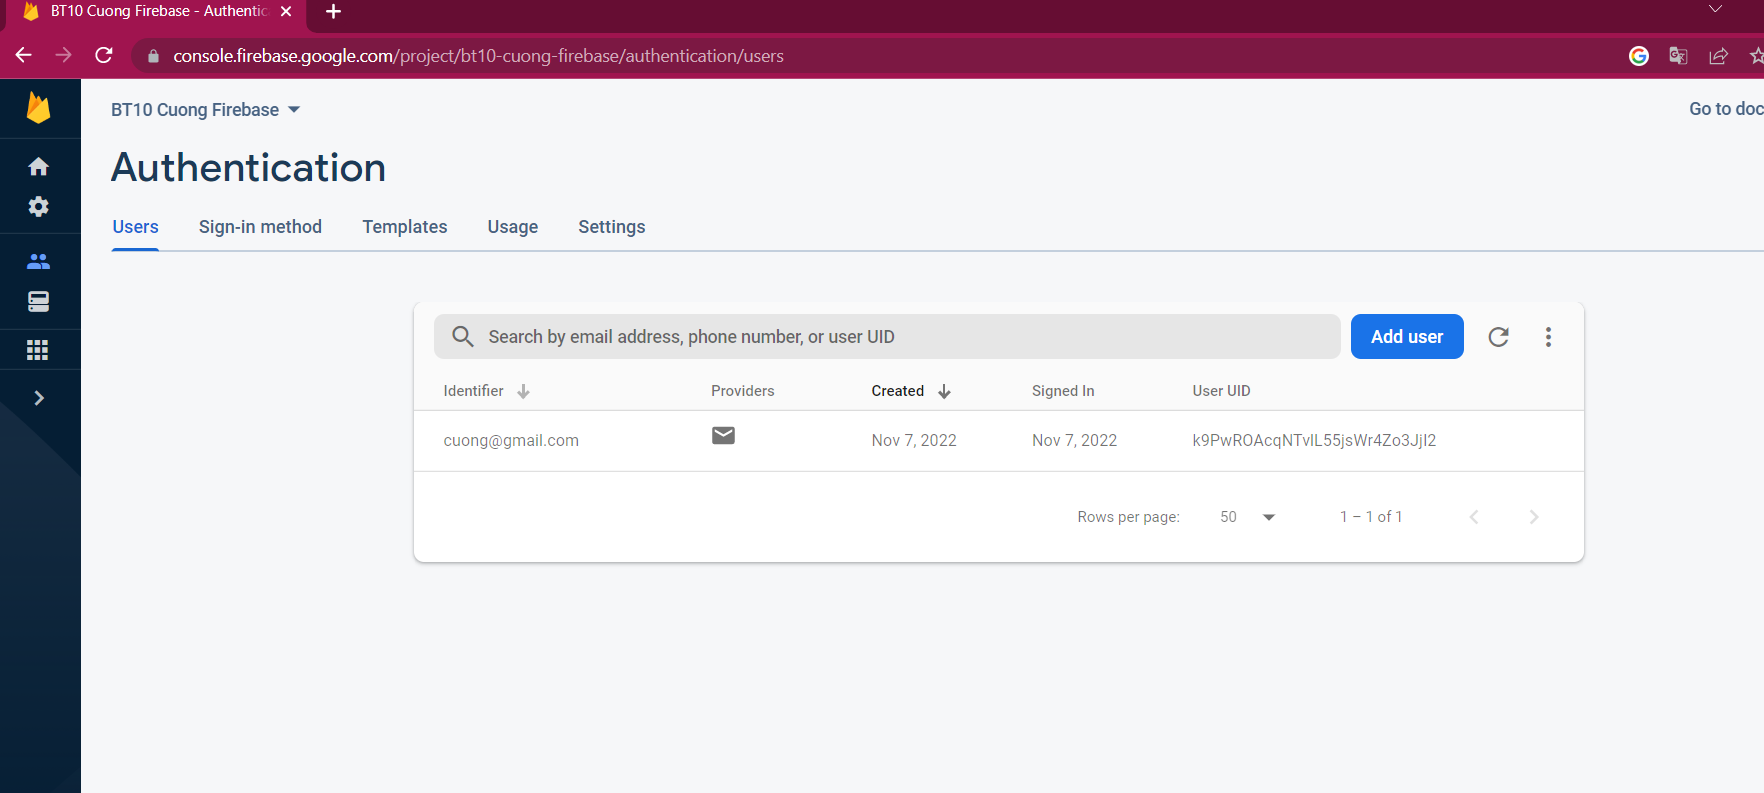 BT10 Cuong Firebase - Authentic
console.firebase.google.com/project/bt10-cuong-firebase/authentication/users
BT10 Cuong Firebase
Go to doc
Authentication
Users Sign-in method Templates Usage Settings
Search by email address, phone number, or user UID Add user
Identifier Providers Created Signed In User UID
cuong@gmail.com Nov 7, 2022 Nov 7, 2022 k9PwROAcqNTvlL55jsWr4Zo3Jjl2
Rows per page: 50 1 – 1 of 1